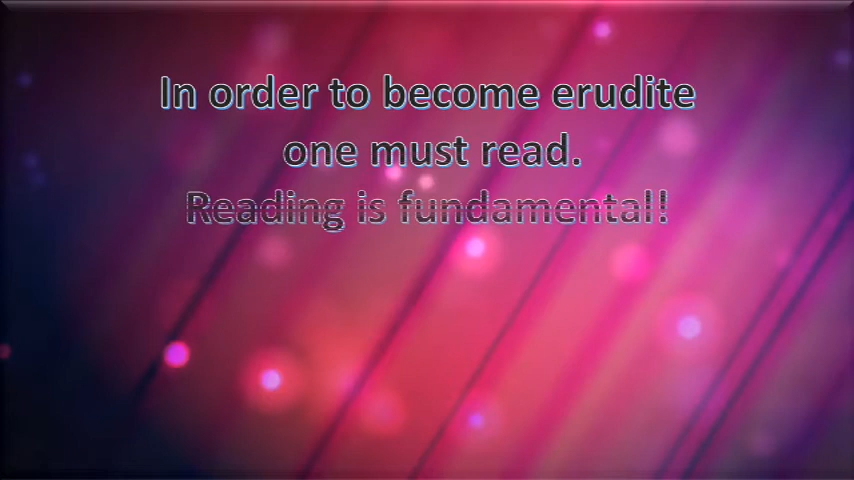 In order to become erudite
one must read.
Reading is fundamental!